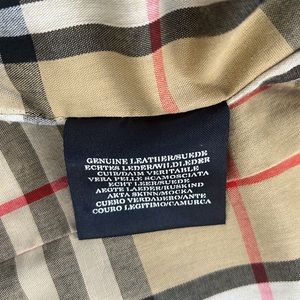 GENUINE LEATHER/SUEDE
ECHTES LEDER/WILDLEDER
CUIR/DAIM VERITABLE
VERA PELLE SCAMOSCIATA
ECHT LEER/SUEDE
AEGTE LAEDER/RUSKIND
AKTA SKINN/MOCKA
CUERO VERDADERO/ANTE
COURO LEGITIMO/CAMURCA